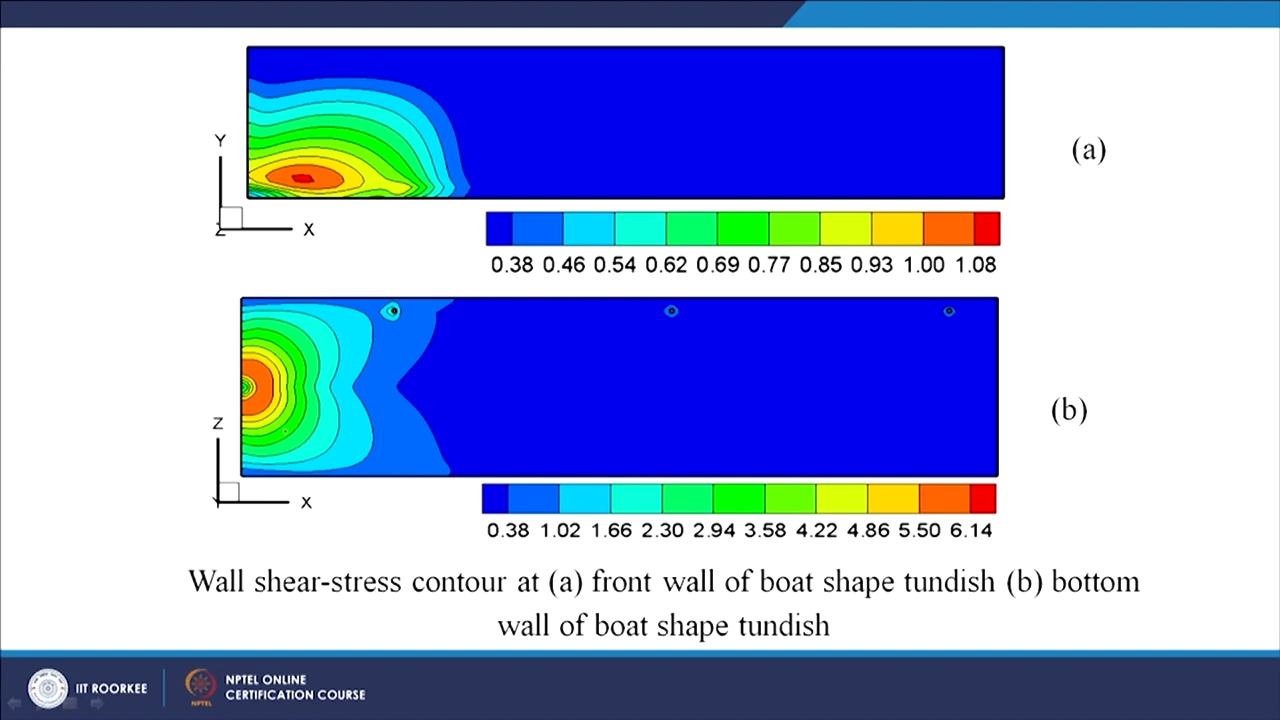 Y
(a)
Z
X
0.38 0.46 0.54 0.62 0.69 0.77 0.85 0.93 1.00 1.08
(b)
Z
Y
X
0.38 1.02 1.66 2.30 2.94 3.58 4.22 4.86 5.50 6.14
Wall shear-stress contour at (a) front wall of boat shape tundish (b) bottom
wall of boat shape tundish
IIT ROORKEE
NPTEL
NPTEL ONLINE
CERTIFICATION COURSE